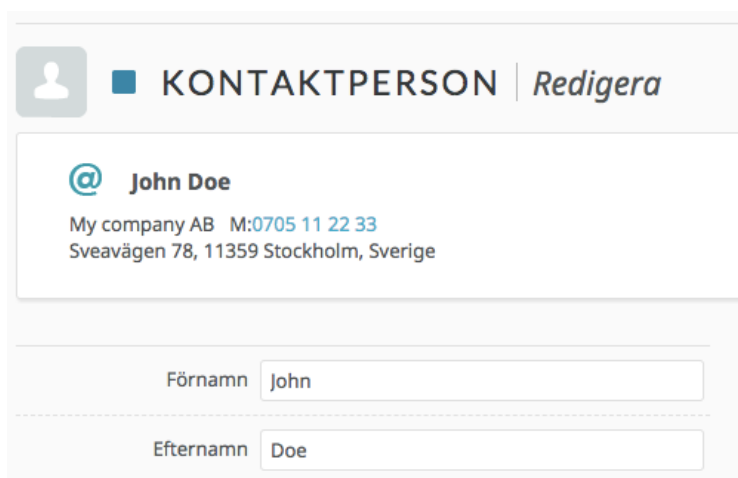 KONTAKTPERSON | Redigera
@ John Doe
My company AB M:0705 11 22 33
Sveavägen 78, 11359 Stockholm, Sverige
Förnamn John
Efternamn Doe